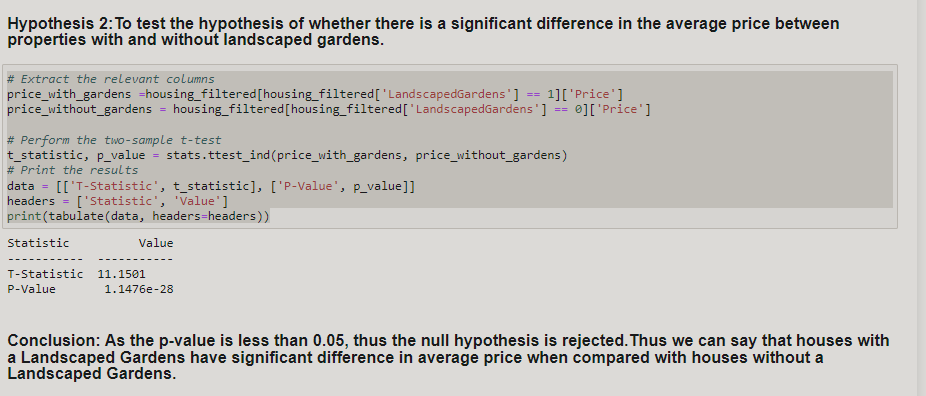 Hypothesis 2:To test the hypothesis of whether there is a significant difference in the average price between
properties with and without landscaped gardens.
# Extract the relevant columns
price_with_gardens =housing_filtered[housing_filtered['LandscapedGardens'] == 1]['Price']
price_without_gardens = housing_filtered[housing_filtered['LandscapedGardens'] == 0]['Price']
# Perform the two-sample t-test
t_statistic, p_value = stats.ttest_ind(price_with_gardens, price_without_gardens)
# Print the results
data = [['T-Statistic', t_statistic], ['P-Value', p_value]]
headers = ['Statistic', 'Value']
print(tabulate(data, headers=headers))
Statistic Value
----------- -----------
T-Statistic 11.1501
P-Value 1.1476e-28
Conclusion: As the p-value is less than 0.05, thus the null hypothesis is rejected.Thus we can say that houses with
a Landscaped Gardens have significant difference in average price when compared with houses without a
Landscaped Gardens.